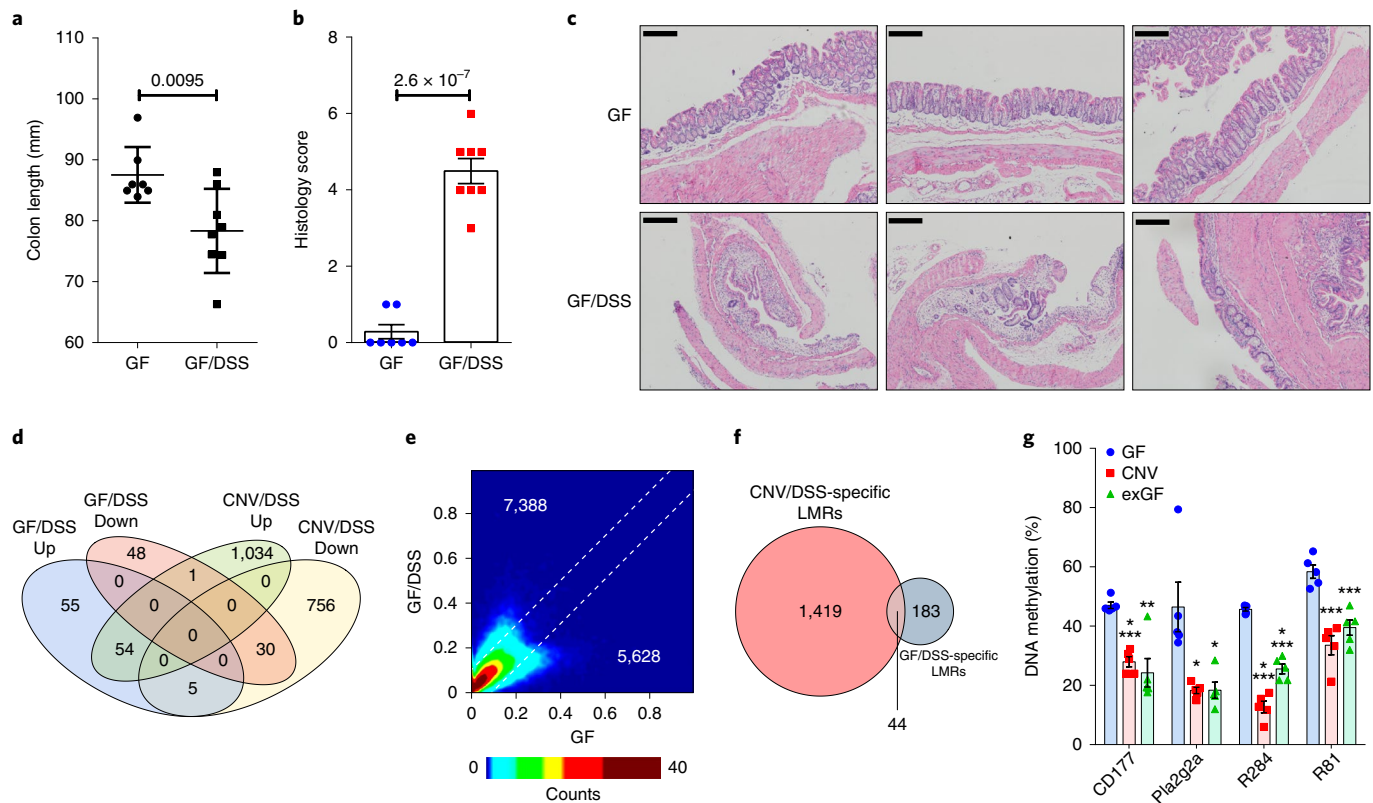 a
110
100
90
80
70
60
Colon length (mm)
0.0095
GF
GF/DSS
b
8
6
4
2
0
Histology score
2.6 × 10⁻⁷
GF
GF/DSS
c
GF
GF/DSS
d
GF/DSS
Up
GF/DSS
Down
CNV/DSS
Up
CNV/DSS
Down
48
1,034
1
0
0
55
0
0
756
0
54
0
0
30
5
e
7,388
5,628
0.8
0.6
0.4
0.2
0
GF/DSS
0
0.2
0.4
0.6
0.8
GF
0
40
Counts
f
CNV/DSS-specific
LMRs
1,419
183
GF/DSS-specific
LMRs
44
g
100
80
60
40
20
0
DNA methylation (%)
GF
CNV
exGF
*
***
**
*
*
*
***
*
***
***
***
CD177
Pla2g2a
R284
R81